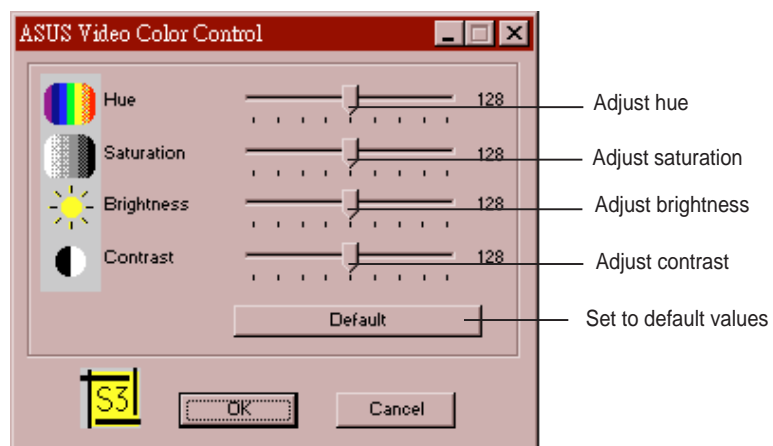 ASUS Video Color Control
Hue 128 Adjust hue
Saturation 128 Adjust saturation
Brightness 128 Adjust brightness
Contrast 128 Adjust contrast
Default Set to default values
S3
OK Cancel